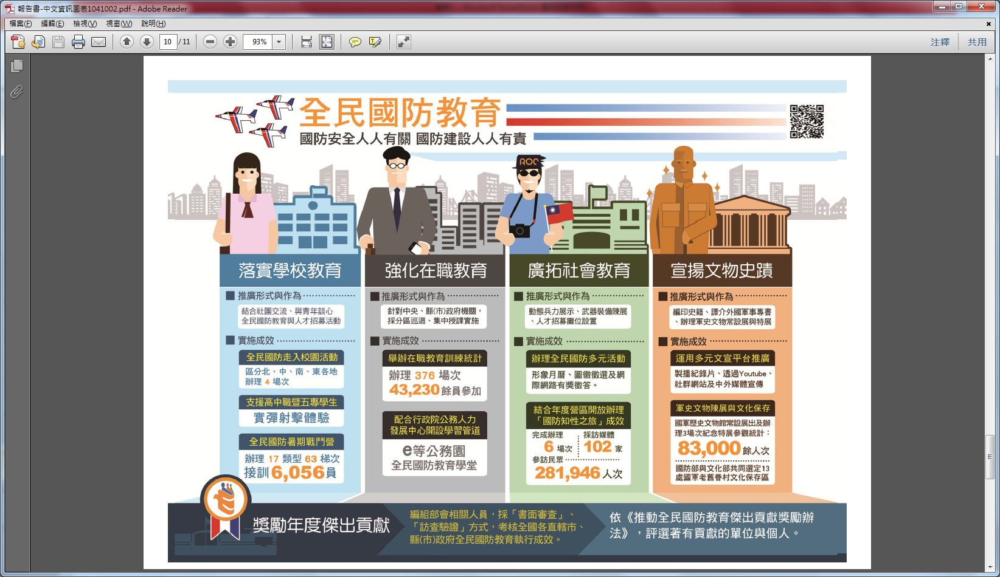 報告書-中文資訊圖表1041002.pdf - Adobe Reader
檔案(F) 編輯(E) 檢視(V) 視窗(W) 說明(H)
10 / 11 93% 注釋 共用
全民國防教育
國防安全人人有關 國防建設人人有責
ROC
落實學校教育
推廣形式與作為
結合社團交流、與青年談心
全民國防教育與人才招募活動
實施成效
全民國防走入校園活動
區分北、中、南、東各地
辦理 4 場次
支援高中職暨五專學生
實彈射擊體驗
全民國防暑期戰鬥營
辦理 17 類型 63 梯次
接訓6,056員
強化在職教育
推廣形式與作為
針對中央、縣(市)政府機關，
採分區巡迴、集中授課實施
實施成效
舉辦在職教育訓練統計
辦理 376 場次
43,230餘員參加
配合行政院公務人力
發展中心開設學習管道
e等公務園
全民國防教育學堂
廣拓社會教育
推廣形式與作為
動態兵力展示、武器裝備陳展
、人才招募攤位設置
實施成效
辦理全民國防多元活動
形象月曆、圖徽徵選及網
際網路有獎徵答。
結合年度營區開放辦理
「國防知性之旅」成效
完成辦理
6 場次
採訪媒體
102 家
參訪民眾
281,946人次
宣揚文物史蹟
推廣形式與作為
編印史籍、譯介外國軍事專書
、辦理軍史文物常設展與特展
實施成效
運用多元文宣平台推廣
製播紀錄片、透過Youtube、
社群網站及中外媒體宣傳
軍史文物陳展與文化保存
國軍歷史文物館常設展出及辦
理3場次紀念特展參觀統計：
83,000餘人次
國防部與文化部共同選定13
處國軍老舊眷村文化保存區
獎勵年度傑出貢獻
編組部會相關人員，採「書面審查」、
「訪查驗證」方式，考核全國各直轄市、
縣(市)政府全民國防教育執行成效。
依《推動全民國防教育傑出貢獻獎勵辦
法》，評選著有貢獻的單位與個人。